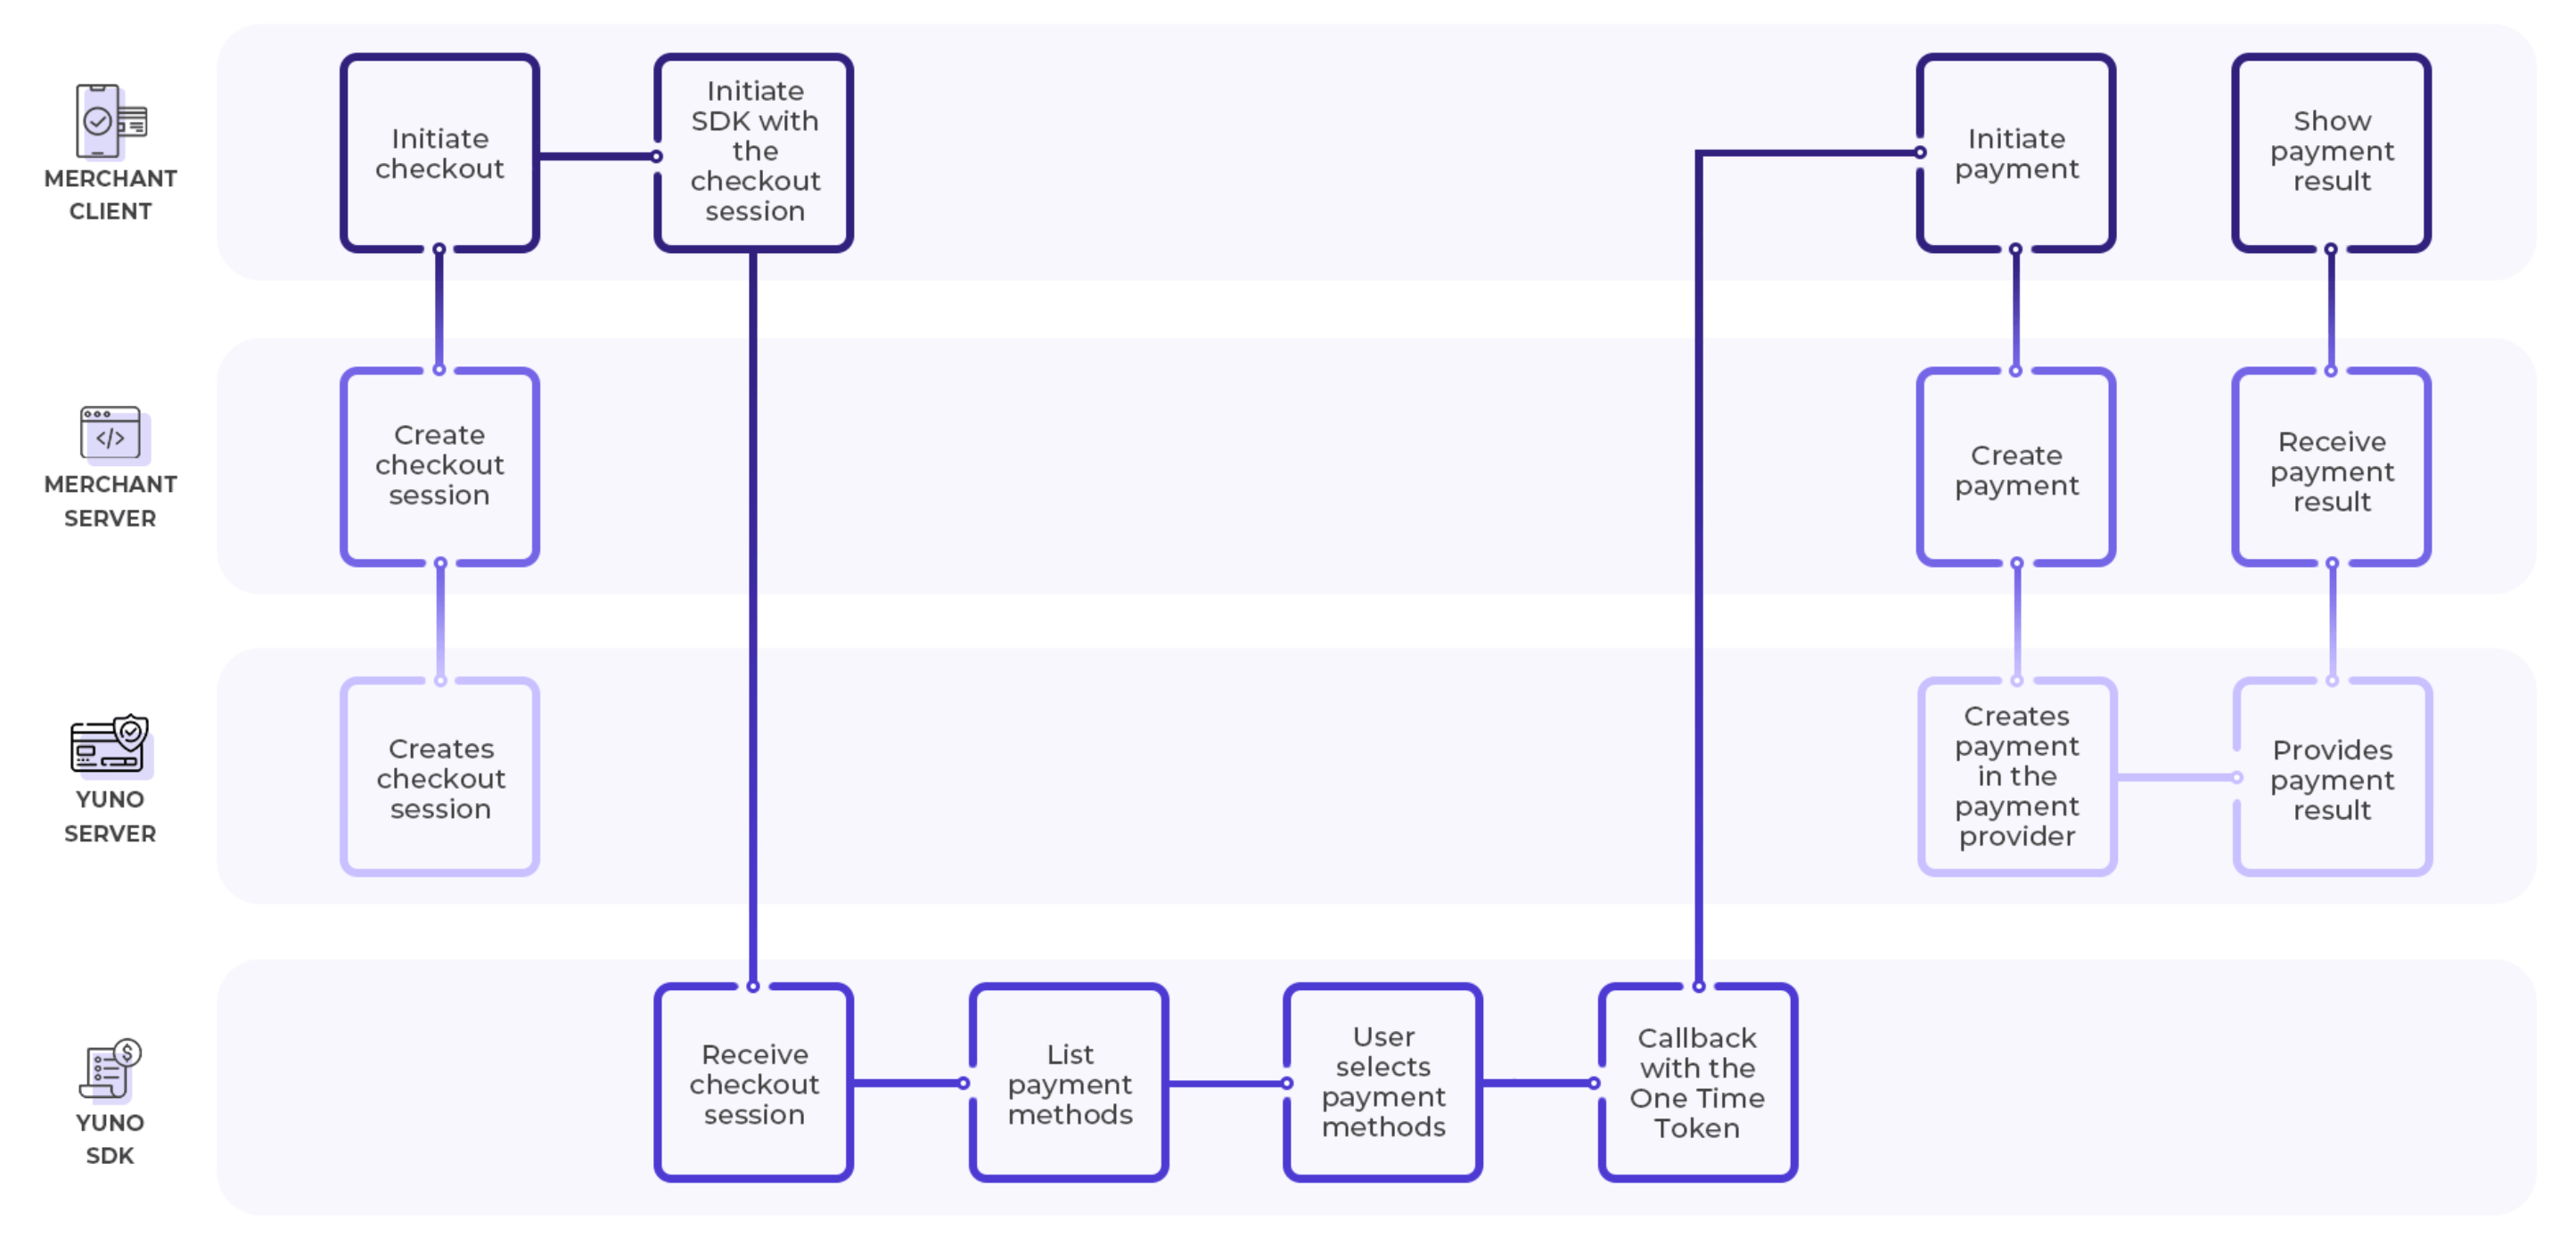 MERCHANT
CLIENT
Initiate
checkout
Initiate
SDK with
the
checkout
session
Initiate
payment
Show
payment
result
MERCHANT
SERVER
Create
checkout
session
Create
payment
Receive
payment
result
YUNO
SERVER
Creates
checkout
session
Creates
payment
in the
payment
provider
Provides
payment
result
YUNO
SDK
Receive
checkout
session
List
payment
methods
User
selects
payment
methods
Callback
with the
One Time
Token